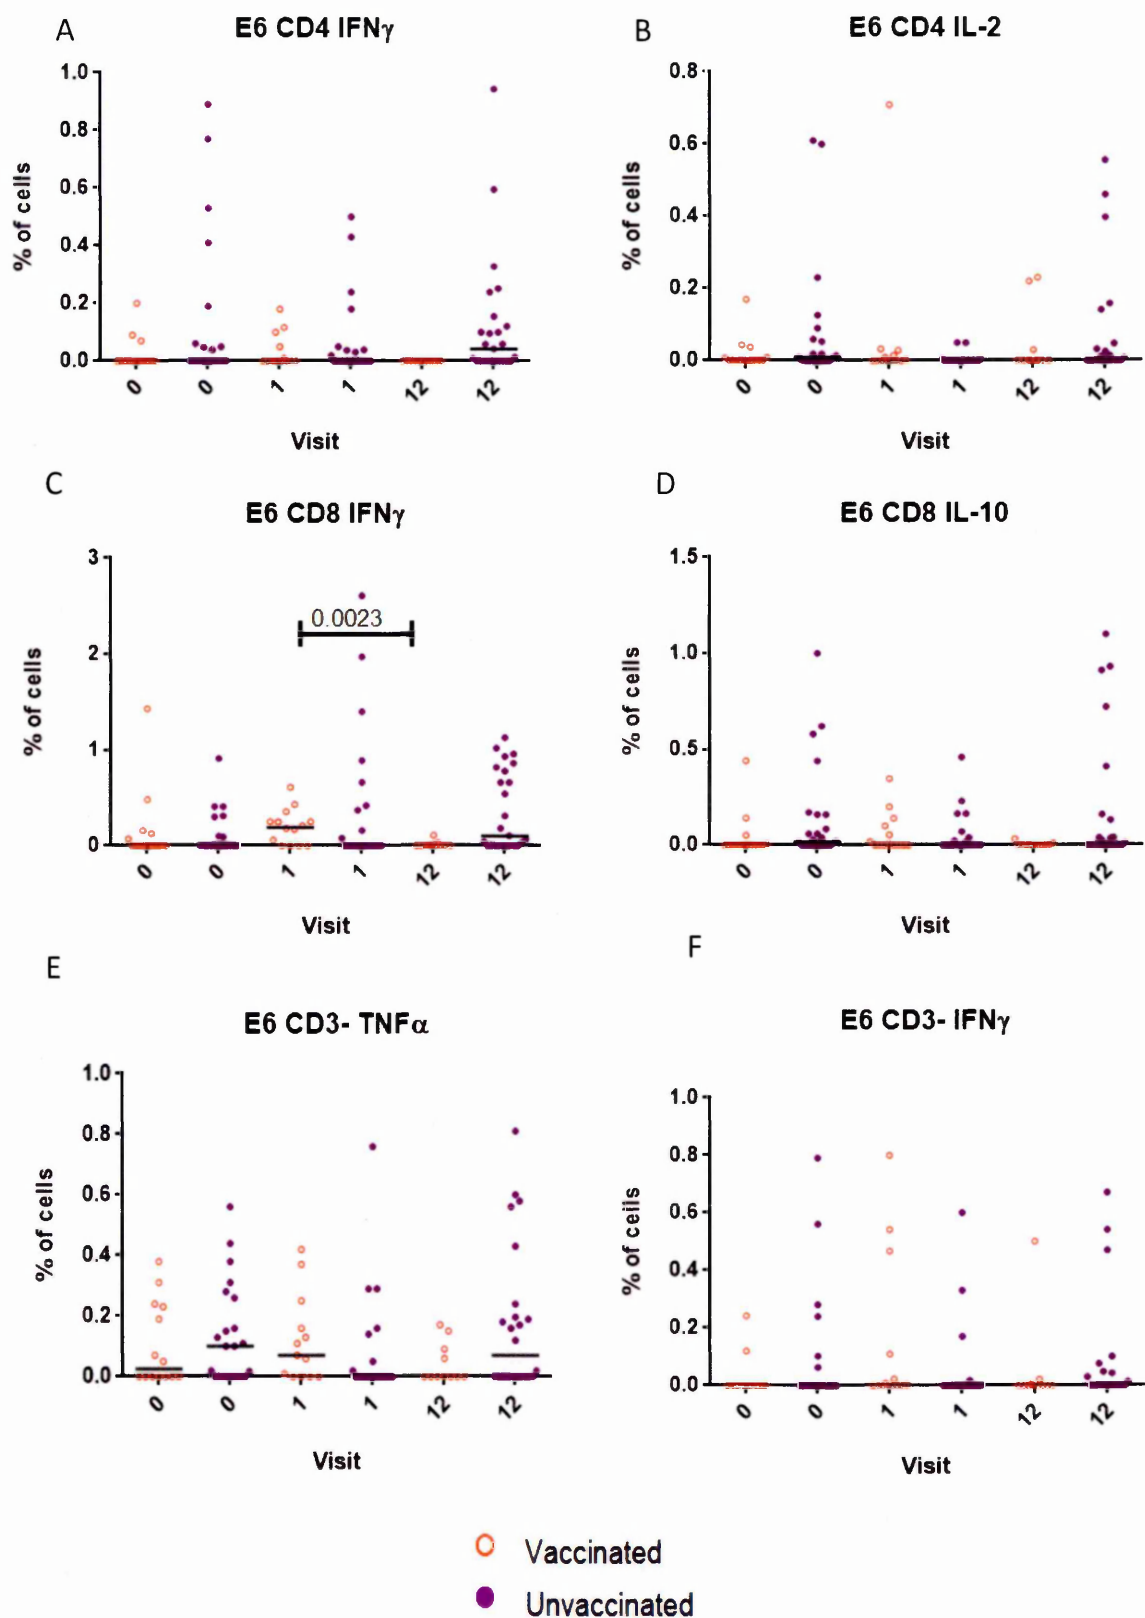 A
E6 CD4 IFNγ
1.0
0.8
0.6
0.4
0.2
0.0
% of cells
0 0 1 1 12 12
Visit
B
E6 CD4 IL-2
0.8
0.6
0.4
0.2
0.0
% of cells
0 0 1 1 12 12
Visit
C
E6 CD8 IFNγ
3
2
1
0
% of cells
0.0023
0 0 1 1 12 12
Visit
D
E6 CD8 IL-10
1.5
1.0
0.5
0.0
% of cells
0 0 1 1 12 12
Visit
E
E6 CD3- TNFα
1.0
0.8
0.6
0.4
0.2
0.0
% of cells
0 0 1 1 12 12
Visit
F
E6 CD3- IFNγ
1.0
0.8
0.6
0.4
0.2
0.0
% of cells
0 0 1 1 12 12
Visit
Vaccinated
Unvaccinated